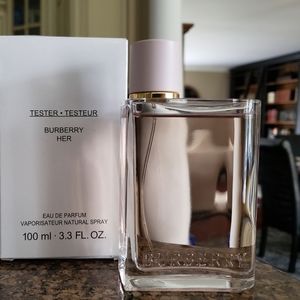 TESTER • TESTEUR
BURBERRY
HER
EAU DE PARFUM
VAPORISATEUR NATURAL SPRAY
100 ml - 3.3 FL. OZ.